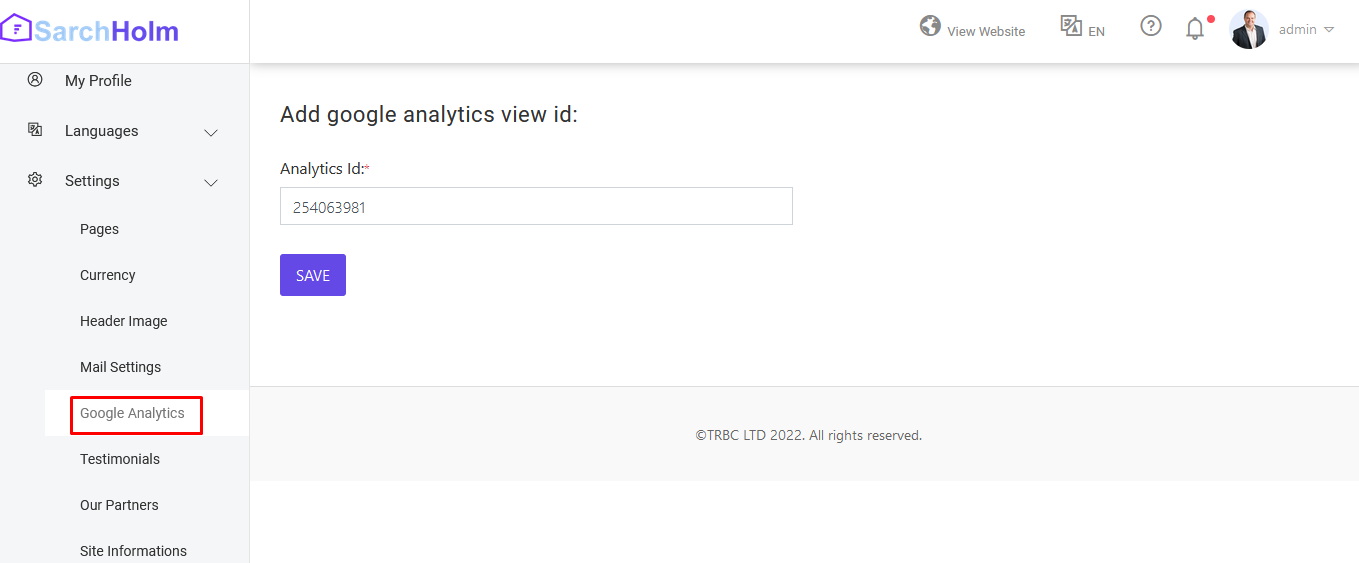 SarchHolm
View Website
EN
admin
My Profile
Languages
Settings
Pages
Currency
Header Image
Mail Settings
Google Analytics
Testimonials
Our Partners
Site Informations
Add google analytics view id:
Analytics Id:*
254063981
SAVE
©TRBC LTD 2022. All rights reserved.